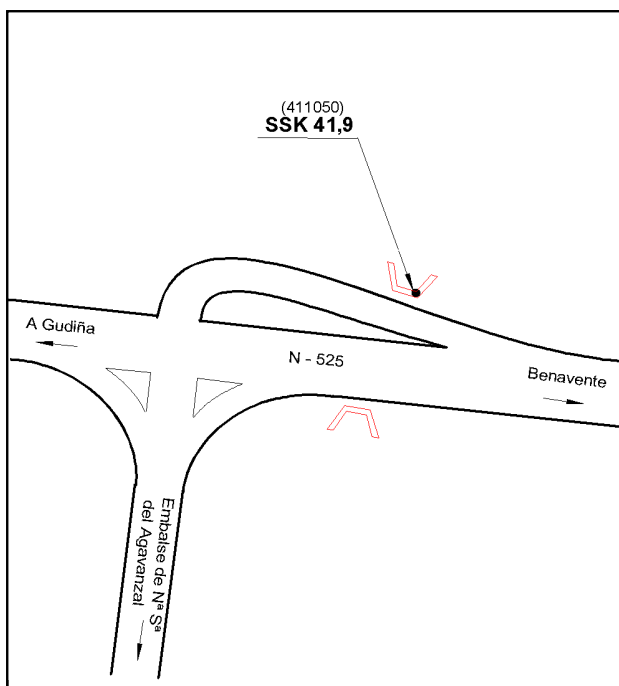 (411050)
SSK 41,9
A Gudiña
N - 525
Benavente
Embalse de Nª Sª
del Agavanzal